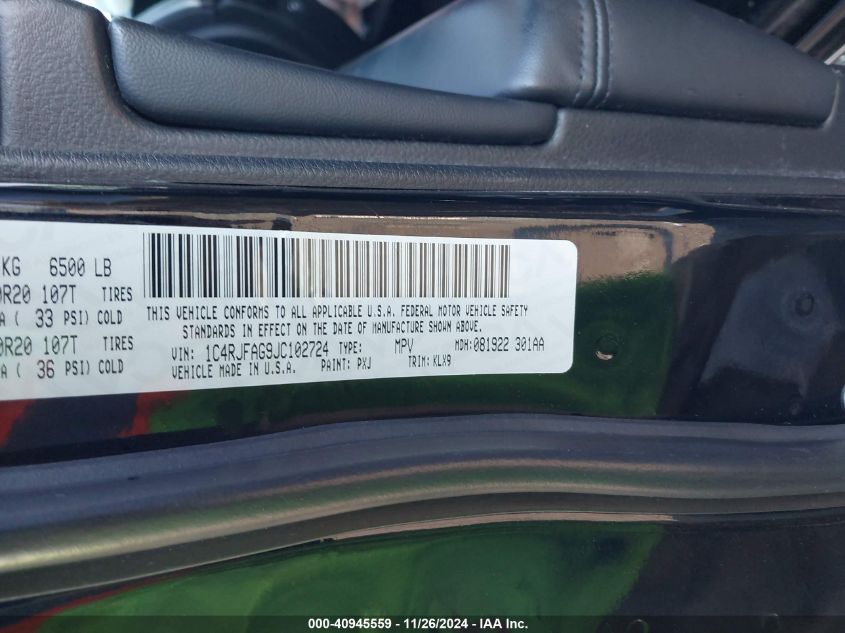 KG 6500 LB
0R20 107T TIRES
A ( 33 PSI) COLD
0R20 107T TIRES
A ( 36 PSI) COLD
THIS VEHICLE CONFORMS TO ALL APPLICABLE U.S.A. FEDERAL MOTOR VEHICLE SAFETY
STANDARDS IN EFFECT ON THE DATE OF MANUFACTURE SHOWN ABOVE.
VIN: 1C4RJFAG9JC102724 TYPE: MPV MDH: 081922 301AA
VEHICLE MADE IN U.S.A. PAINT: PXJ TRIM: KLX9
000-40945559 - 11/26/2024 - IAA Inc.